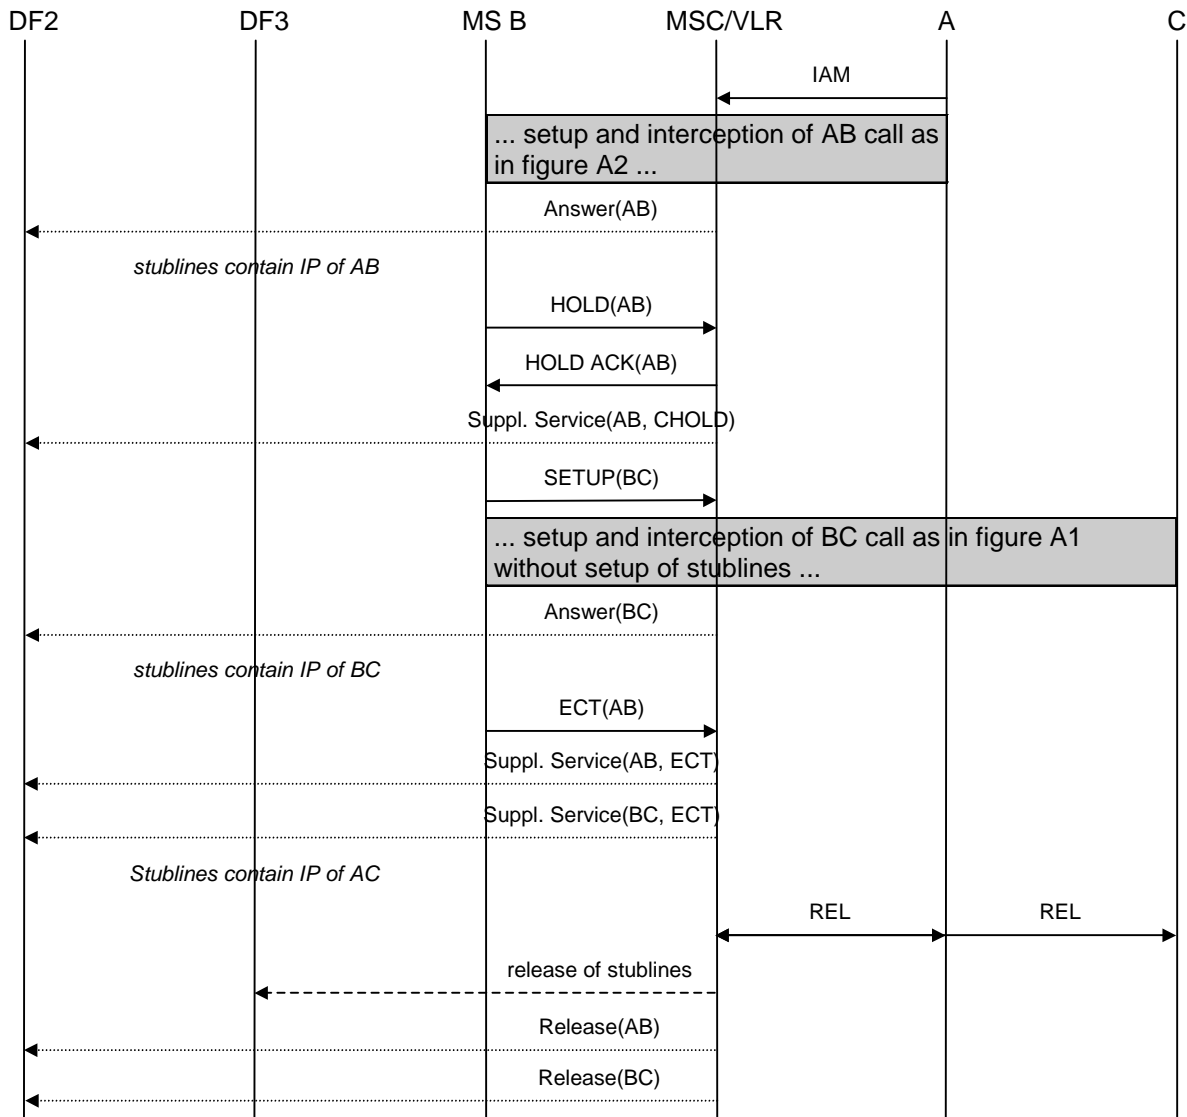 DF2 DF3 MS B MSC/VLR A C
IAM
... setup and interception of AB call as
in figure A2 ...
Answer(AB)
stublines contain IP of AB
HOLD(AB)
HOLD ACK(AB)
Suppl. Service(AB, CHOLD)
SETUP(BC)
... setup and interception of BC call as in figure A1
without setup of stublines ...
Answer(BC)
stublines contain IP of BC
ECT(AB)
Suppl. Service(AB, ECT)
Suppl. Service(BC, ECT)
Stublines contain IP of AC
REL REL
release of stublines
Release(AB)
Release(BC)